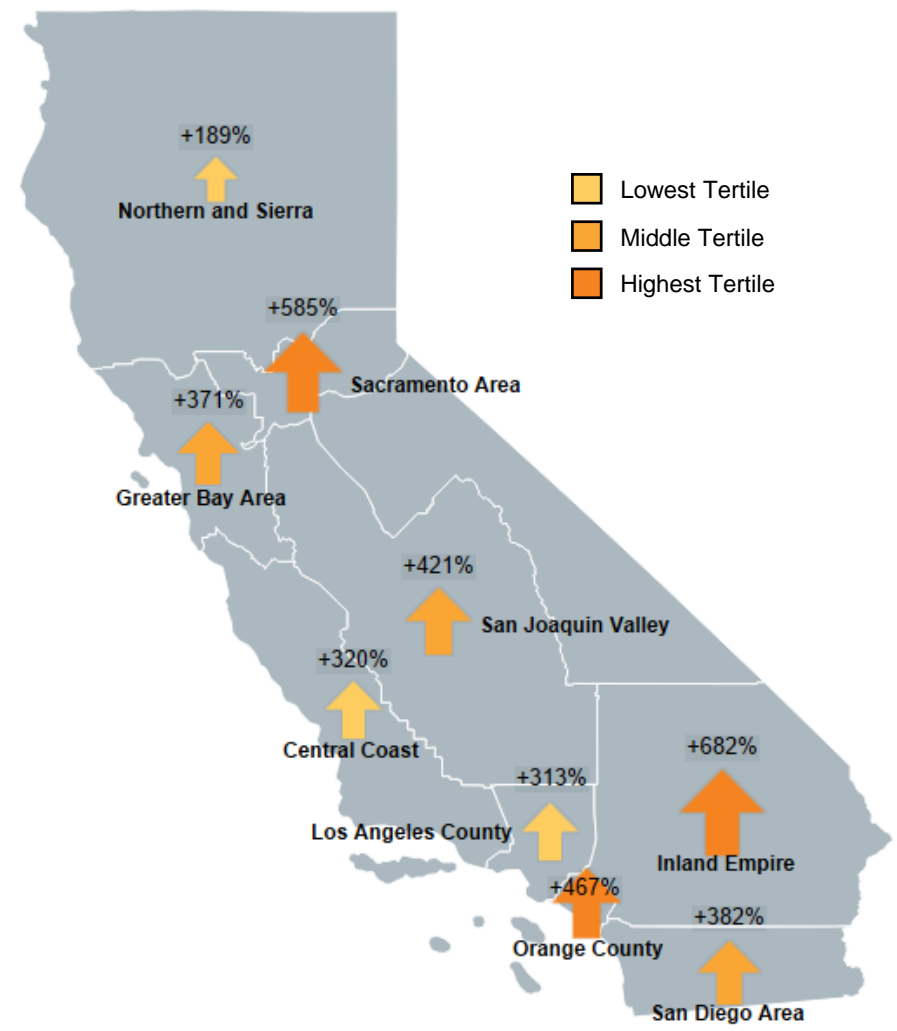 +189%
Northern and Sierra
Lowest Tertile
Middle Tertile
Highest Tertile
+585%
Sacramento Area
+371%
Greater Bay Area
+421%
San Joaquin Valley
+320%
Central Coast
+682%
Inland Empire
+313%
Los Angeles County
+467%
Orange County
+382%
San Diego Area